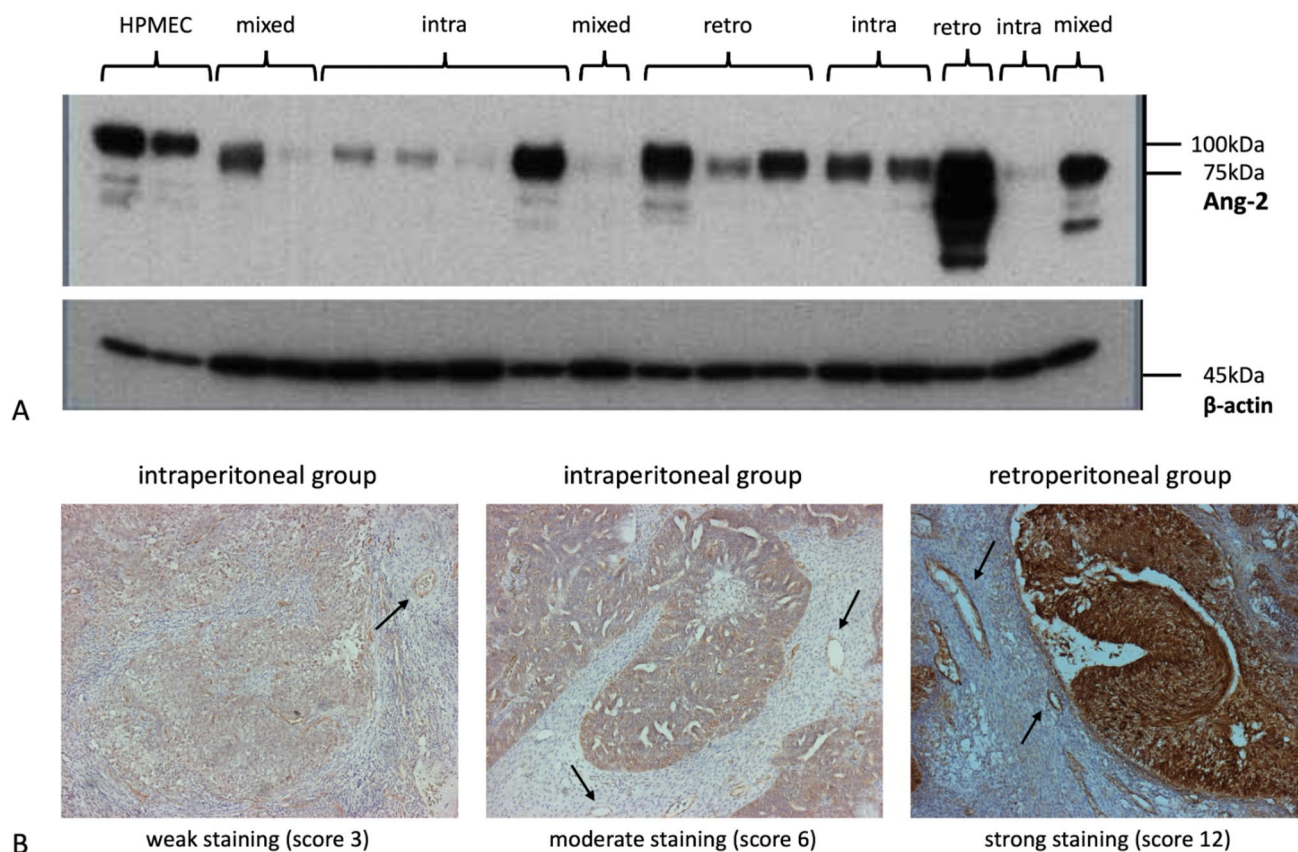 HPMEC mixed intra mixed retro intra retro intra mixed
100kDa
75kDa
Ang-2
45kDa
β-actin
A
intraperitoneal group intraperitoneal group retroperitoneal group
weak staining (score 3) moderate staining (score 6) strong staining (score 12)
B